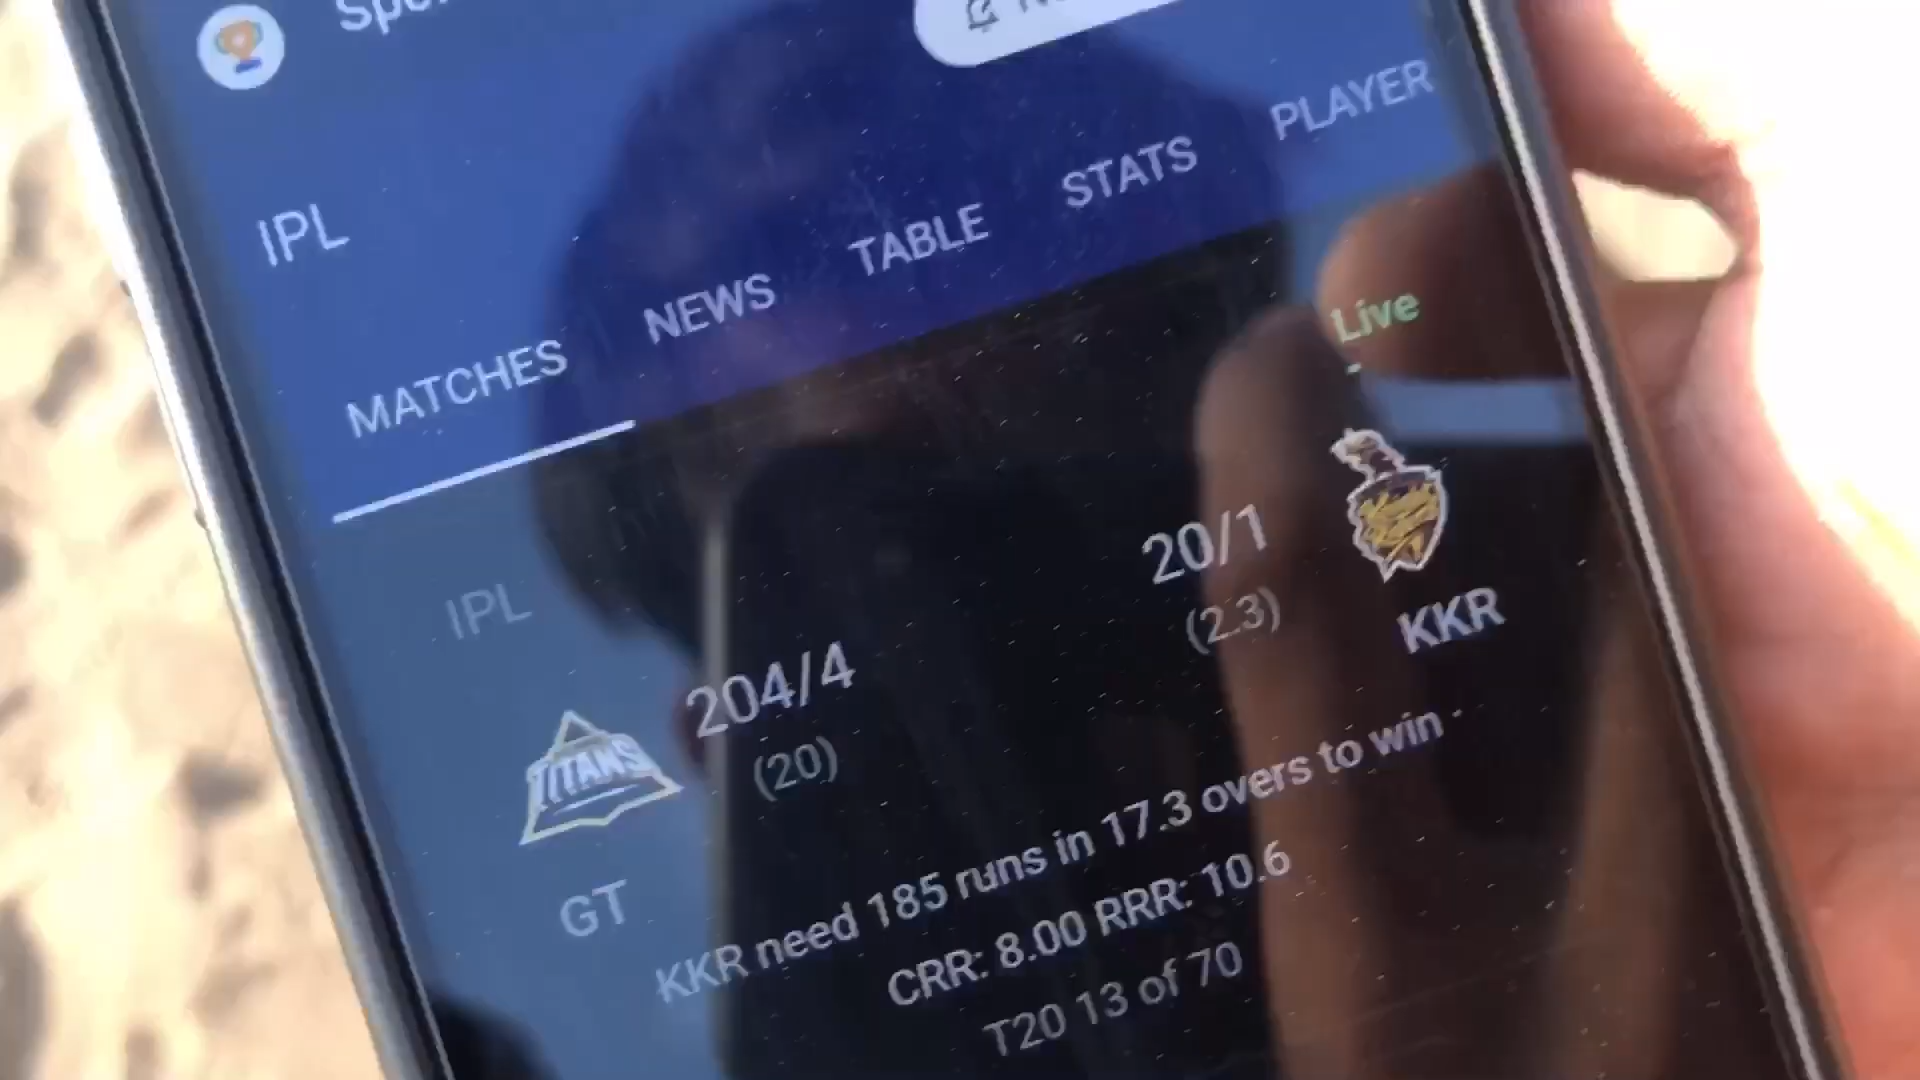 IPL
MATCHES NEWS TABLE STATS PLAYER
Live
IPL
204/4 20/1
(20) (2.3)
TITANS
GT KKR
KKR need 185 runs in 17.3 overs to win
CRR: 8.00 RRR: 10.6
T20 13 of 70